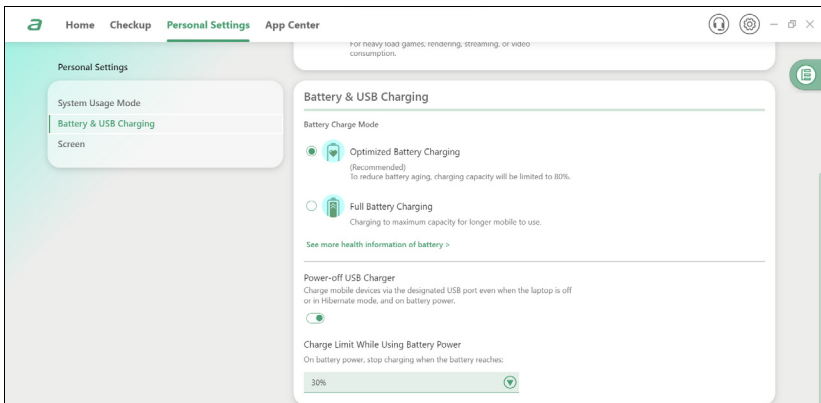 a Home Checkup Personal Settings App Center
For heavy load games, rendering, streaming, or video
consumption.
Personal Settings
System Usage Mode
Battery & USB Charging
Screen
Battery & USB Charging
Battery Charge Mode
Optimized Battery Charging
(Recommended)
To reduce battery aging, charging capacity will be limited to 80%.
Full Battery Charging
Charging to maximum capacity for longer mobile to use.
See more health information of battery >
Power-off USB Charger
Charge mobile devices via the designated USB port even when the laptop is off
or in Hibernate mode, and on battery power.
Charge Limit While Using Battery Power
On battery power, stop charging when the battery reaches:
30%